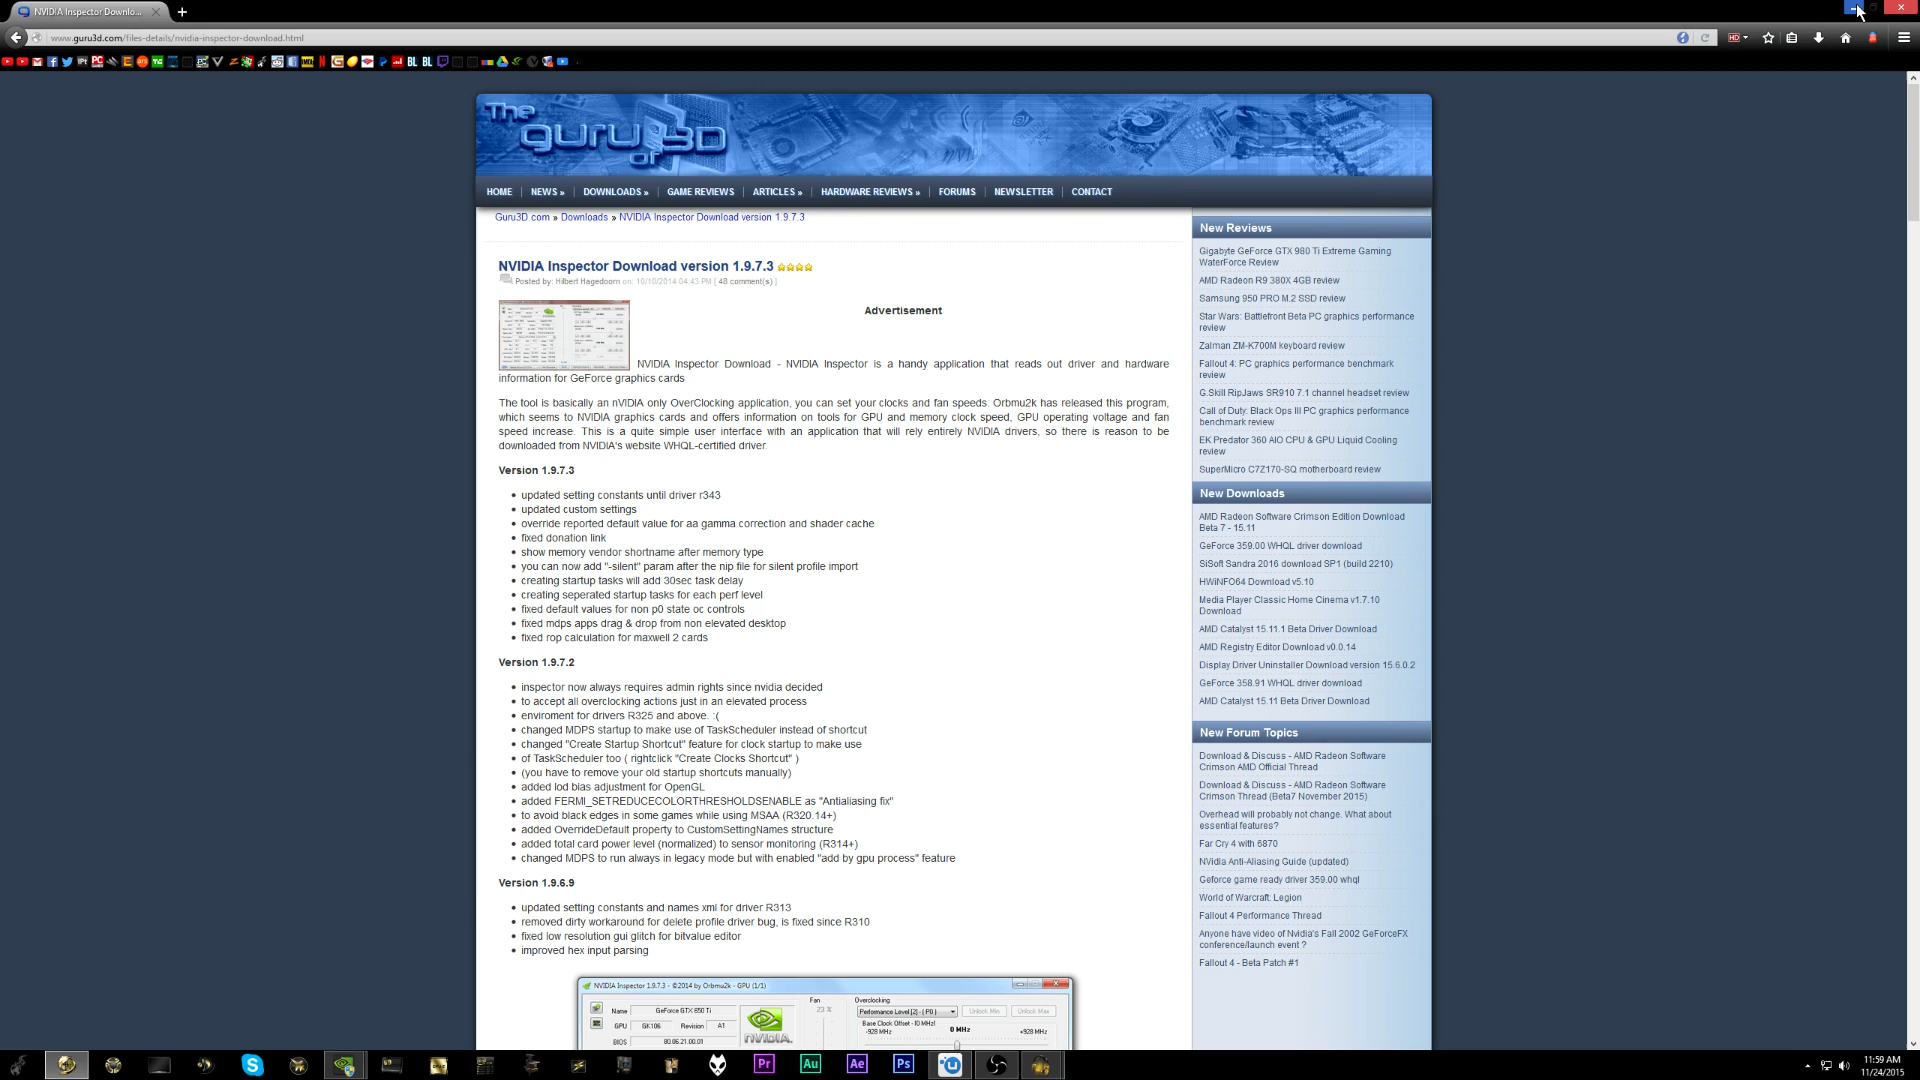 NVIDIA Inspector Downlo...
www.guru3d.com/files-details/nvidia-inspector-download.html
The guru of 3D
HOME NEWS » DOWNLOADS » GAME REVIEWS ARTICLES » HARDWARE REVIEWS » FORUMS NEWSLETTER CONTACT
Guru3D.com » Downloads » NVIDIA Inspector Download version 1.9.7.3
NVIDIA Inspector Download version 1.9.7.3
Posted by: Hilbert Hagedoorn on: 10/10/2014 04:43 PM [ 48 comment(s) ]
Advertisement
NVIDIA Inspector Download - NVIDIA Inspector is a handy application that reads out driver and hardware
information for GeForce graphics cards
The tool is basically an nVIDIA only OverClocking application, you can set your clocks and fan speeds. Orbmu2k has released this program,
which seems to NVIDIA graphics cards and offers information on tools for GPU and memory clock speed, GPU operating voltage and fan
speed increase. This is a quite simple user interface with an application that will rely entirely NVIDIA drivers, so there is reason to be
downloaded from NVIDIA's website WHQL-certified driver.
Version 1.9.7.3
• updated setting constants until driver r343
• updated custom settings
• override reported default value for aa gamma correction and shader cache
• fixed donation link
• show memory vendor shortname after memory type
• you can now add "-silent" param after the nip file for silent profile import
• creating startup tasks will add 30sec task delay
• creating seperated startup tasks for each perf level
• fixed default values for non p0 state oc controls
• fixed mdps apps drag & drop from non elevated desktop
• fixed rop calculation for maxwell 2 cards
Version 1.9.7.2
• inspector now always requires admin rights since nvidia decided
• to accept all overclocking actions just in an elevated process
• enviroment for drivers R325 and above. :(
• changed MDPS startup to make use of TaskScheduler instead of shortcut
• changed "Create Startup Shortcut" feature for clock startup to make use
• of TaskScheduler too ( rightclick "Create Clocks Shortcut" )
• (you have to remove your old startup shortcuts manually)
• added lod bias adjustment for OpenGL
• added FERMI_SETREDUCECOLORTHRESHOLDSENABLE as "Antialiasing fix"
• to avoid black edges in some games while using MSAA (R320.14+)
• added OverrideDefault property to CustomSettingNames structure
• added total card power level (normalized) to sensor monitoring (R314+)
• changed MDPS to run always in legacy mode but with enabled "add by gpu process" feature
Version 1.9.6.9
• updated setting constants and names xml for driver R313
• removed dirty workaround for delete profile driver bug, is fixed since R310
• fixed low resolution gui glitch for bitvalue editor
• improved hex input parsing
NVIDIA Inspector 1.9.7.3 - ©2014 by Orbmu2k - GPU (1/1)
Name GeForce GTX 650 Ti
GPU GK106 Revision A1
BIOS 80.06.21.00.01
NVIDIA.
Fan
23 %
Overclocking
Performance Level [2] - ( P0 ) Unlock Min Unlock Max
Base Clock Offset - [0 MHz]
-928 MHz 0 MHz +928 MHz
New Reviews
Gigabyte GeForce GTX 980 Ti Extreme Gaming
WaterForce Review
AMD Radeon R9 380X 4GB review
Samsung 950 PRO M.2 SSD review
Star Wars: Battlefront Beta PC graphics performance
review
Zalman ZM-K700M keyboard review
Fallout 4: PC graphics performance benchmark
review
G.Skill RipJaws SR910 7.1 channel headset review
Call of Duty: Black Ops III PC graphics performance
benchmark review
EK Predator 360 AIO CPU & GPU Liquid Cooling
review
SuperMicro C7Z170-SQ motherboard review
New Downloads
AMD Radeon Software Crimson Edition Download
Beta 7 - 15.11
GeForce 359.00 WHQL driver download
SiSoft Sandra 2016 download SP1 (build 2210)
HWiNFO64 Download v5.10
Media Player Classic Home Cinema v1.7.10
Download
AMD Catalyst 15.11.1 Beta Driver Download
AMD Registry Editor Download v0.0.14
Display Driver Uninstaller Download version 15.6.0.2
GeForce 358.91 WHQL driver download
AMD Catalyst 15.11 Beta Driver Download
New Forum Topics
Download & Discuss - AMD Radeon Software
Crimson AMD Official Thread
Download & Discuss - AMD Radeon Software
Crimson Thread (Beta7 November 2015)
Overhead will probably not change. What about
essential features?
Far Cry 4 with 6870
NVidia Anti-Aliasing Guide (updated)
Geforce game ready driver 359.00 whql
World of Warcraft: Legion
Fallout 4 Performance Thread
Anyone have video of Nvidia's Fall 2002 GeForceFX
conference/launch event ?
Fallout 4 - Beta Patch #1
Pr Au Ae Ps
11:59 AM
11/24/2015